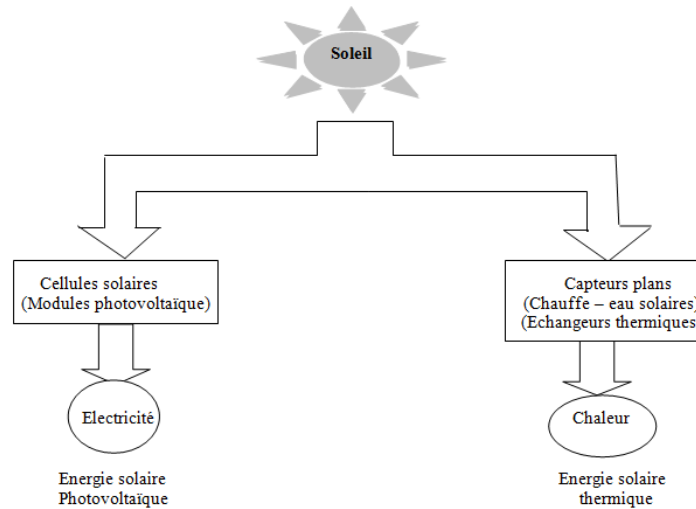 Soleil
Cellules solaires
(Modules photovoltaïque)
Capteurs plans
(Chauffe – eau solaires)
(Echangeurs thermiques
Electricité
Chaleur
Energie solaire
Photovoltaïque
Energie solaire
thermique